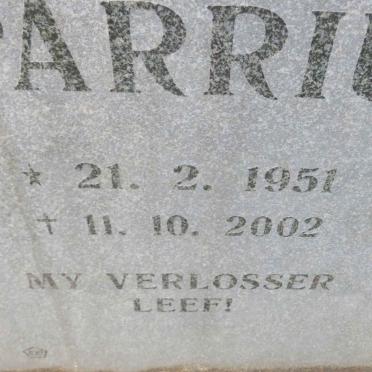 ARRI
★ 21. 2. 1951
✝ 11. 10. 2002
MY VERLOSSER
LEEF!